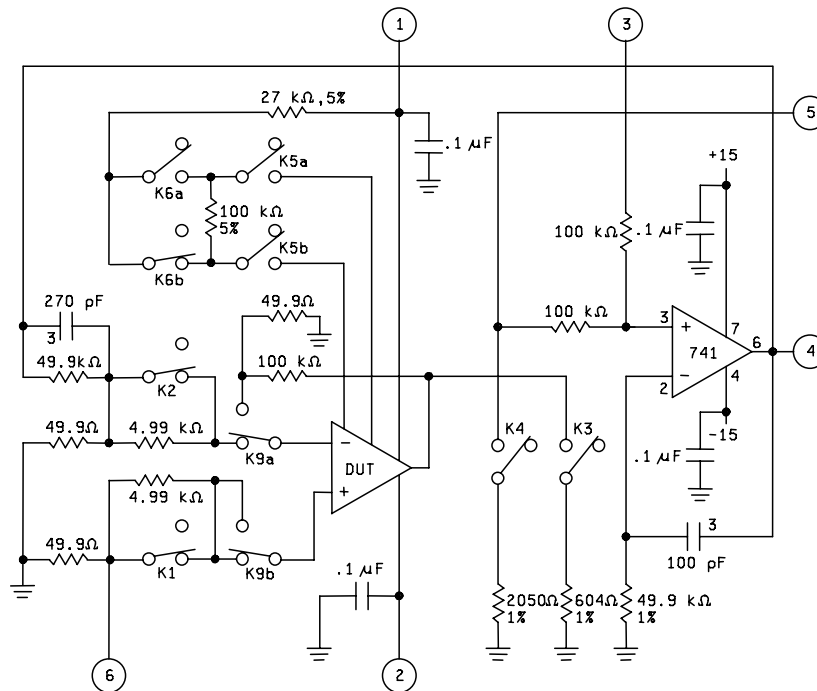 1
3
27 kΩ,5%
5
.1 μF
+15
K6a
K5a
100 kΩ
5%
100 kΩ
.1 μF
K6b
K5b
270 pF
3
49.9Ω
100 kΩ
3
+
7
741
6
4
49.9kΩ
K2
100 kΩ
2
−
4
49.9Ω
4.99 kΩ
K9a
−
DUT
+
K4
K3
-15
.1 μF
4.99 kΩ
3
49.9Ω
K1
K9b
100 pF
.1 μF
2050Ω
1%
604Ω
1%
49.9 kΩ
1%
6
2